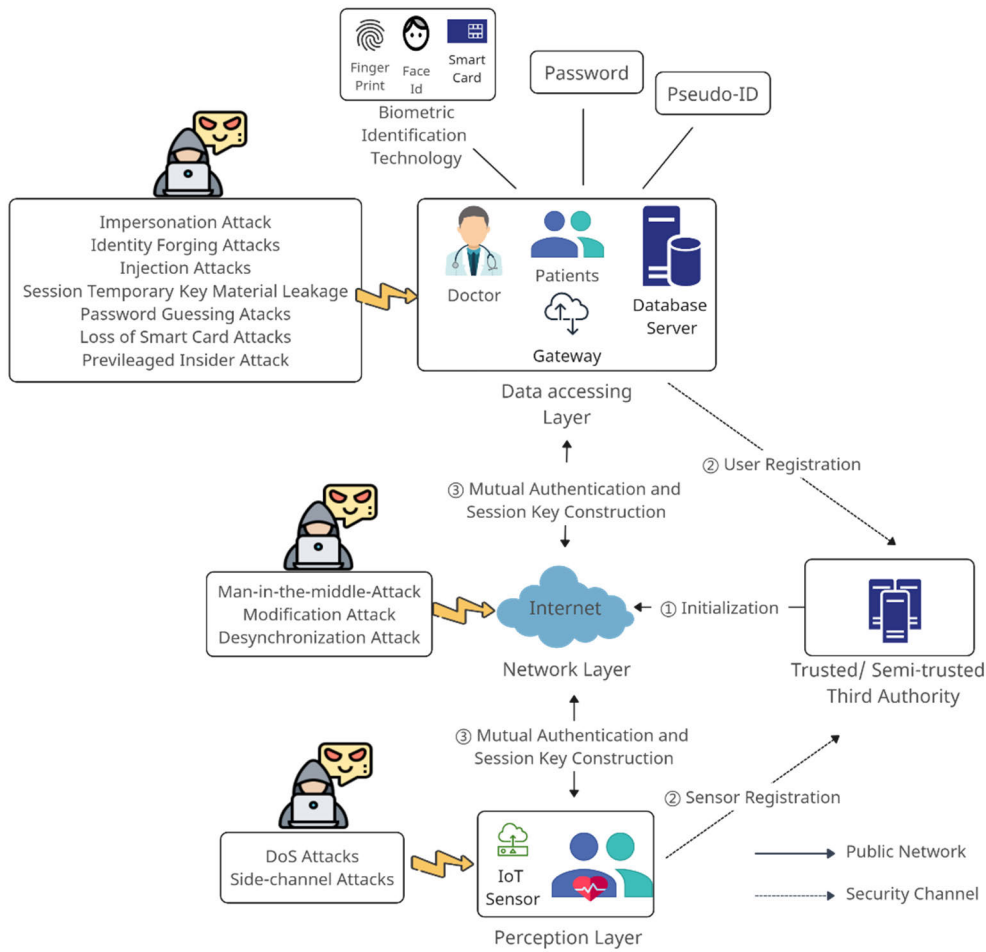 Finger
Print
Face
Id
Smart
Card
Biometric
Identification
Technology
Password
Pseudo-ID
Impersonation Attack
Identity Forging Attacks
Injection Attacks
Session Temporary Key Material Leakage
Password Guessing Atacks
Loss of Smart Card Attacks
Previleaged Insider Attack
Doctor
Patients
Gateway
Database
Server
Data accessing
Layer
② User Registration
③ Mutual Authentication and
Session Key Construction
Man-in-the-middle-Attack
Modification Attack
Desynchronization Attack
Internet
Network Layer
① Initialization
Trusted/ Semi-trusted
Third Authority
③ Mutual Authentication and
Session Key Construction
② Sensor Registration
DoS Attacks
Side-channel Attacks
IoT
Sensor
Perception Layer
Public Network
Security Channel